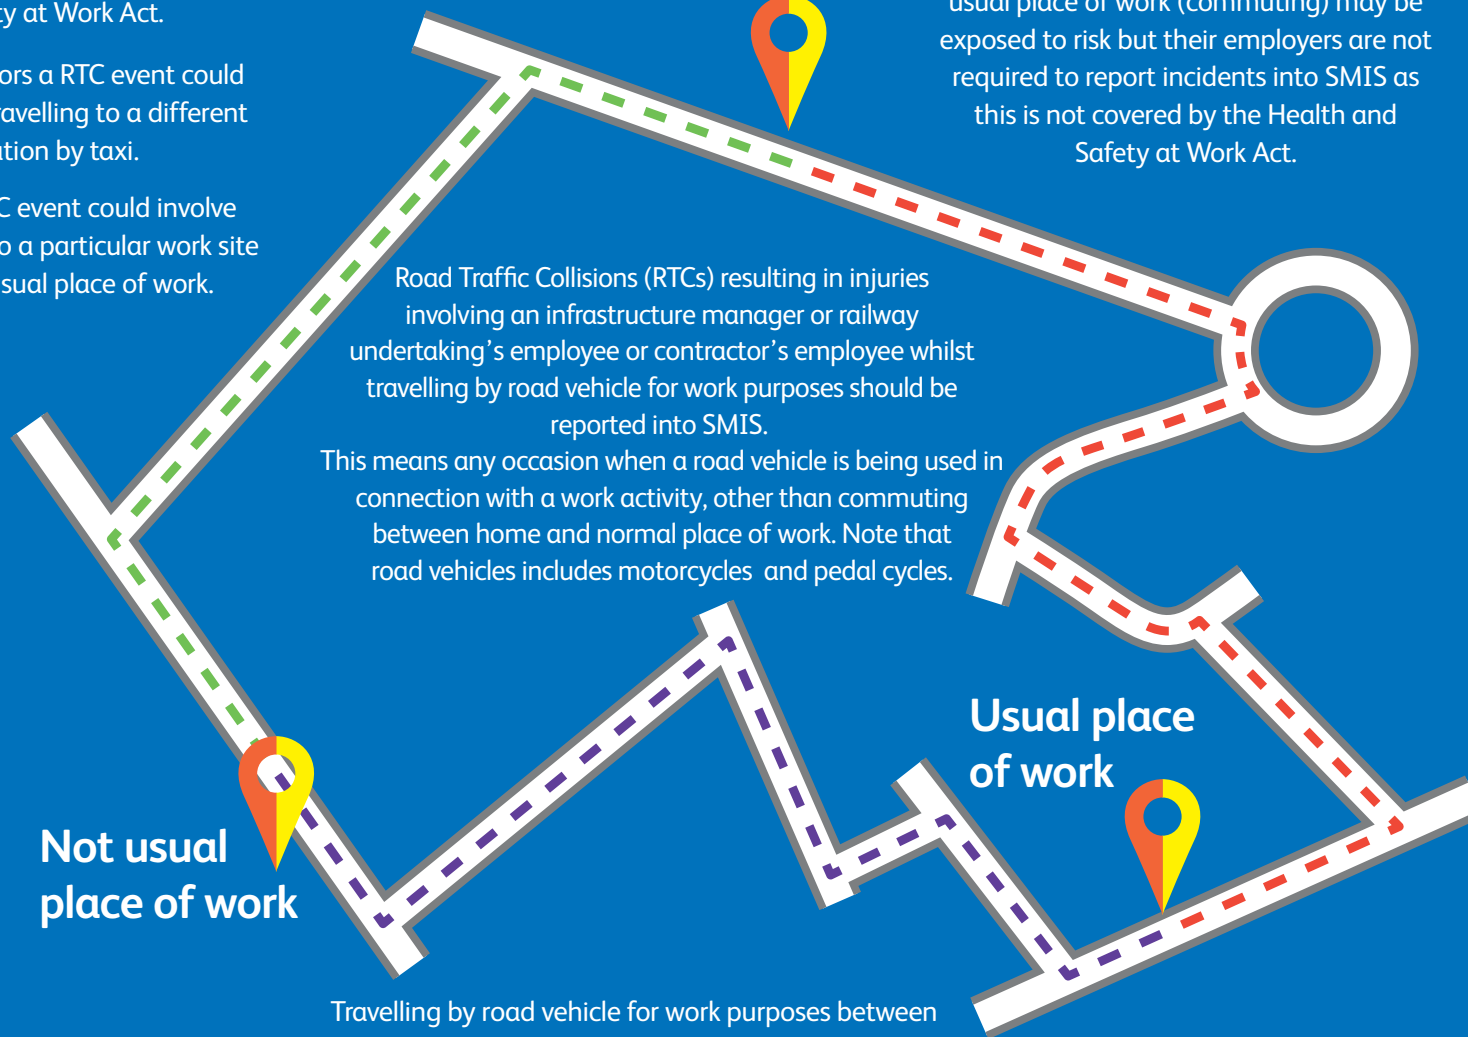 ty at Work Act.
ors a RTC event could
avelling to a different
ation by taxi.
C event could involve
o a particular work site
sual place of work.
usual place of work (commuting) may be
exposed to risk but their employers are not
required to report incidents into SMIS as
this is not covered by the Health and
Safety at Work Act.
Road Traffic Collisions (RTCs) resulting in injuries
involving an infrastructure manager or railway
undertaking's employee or contractor's employee whilst
travelling by road vehicle for work purposes should be
reported into SMIS.
This means any occasion when a road vehicle is being used in
connection with a work activity, other than commuting
between home and normal place of work. Note that
road vehicles includes motorcycles and pedal cycles.
Usual place
of work
Not usual
place of work
Travelling by road vehicle for work purposes between